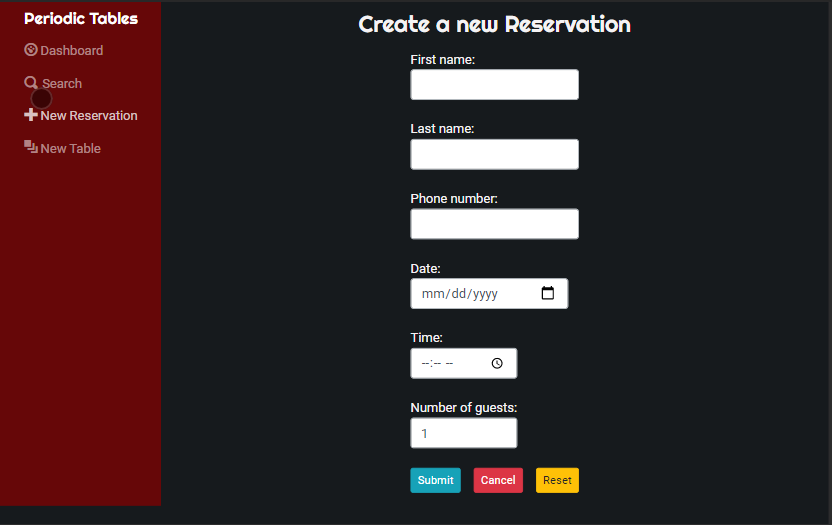 Periodic Tables
Dashboard
Search
New Reservation
New Table
Create a new Reservation
First name:
Last name:
Phone number:
Date:
mm/dd/yyyy
Time:
--:-- --
Number of guests:
1
Submit
Cancel
Reset